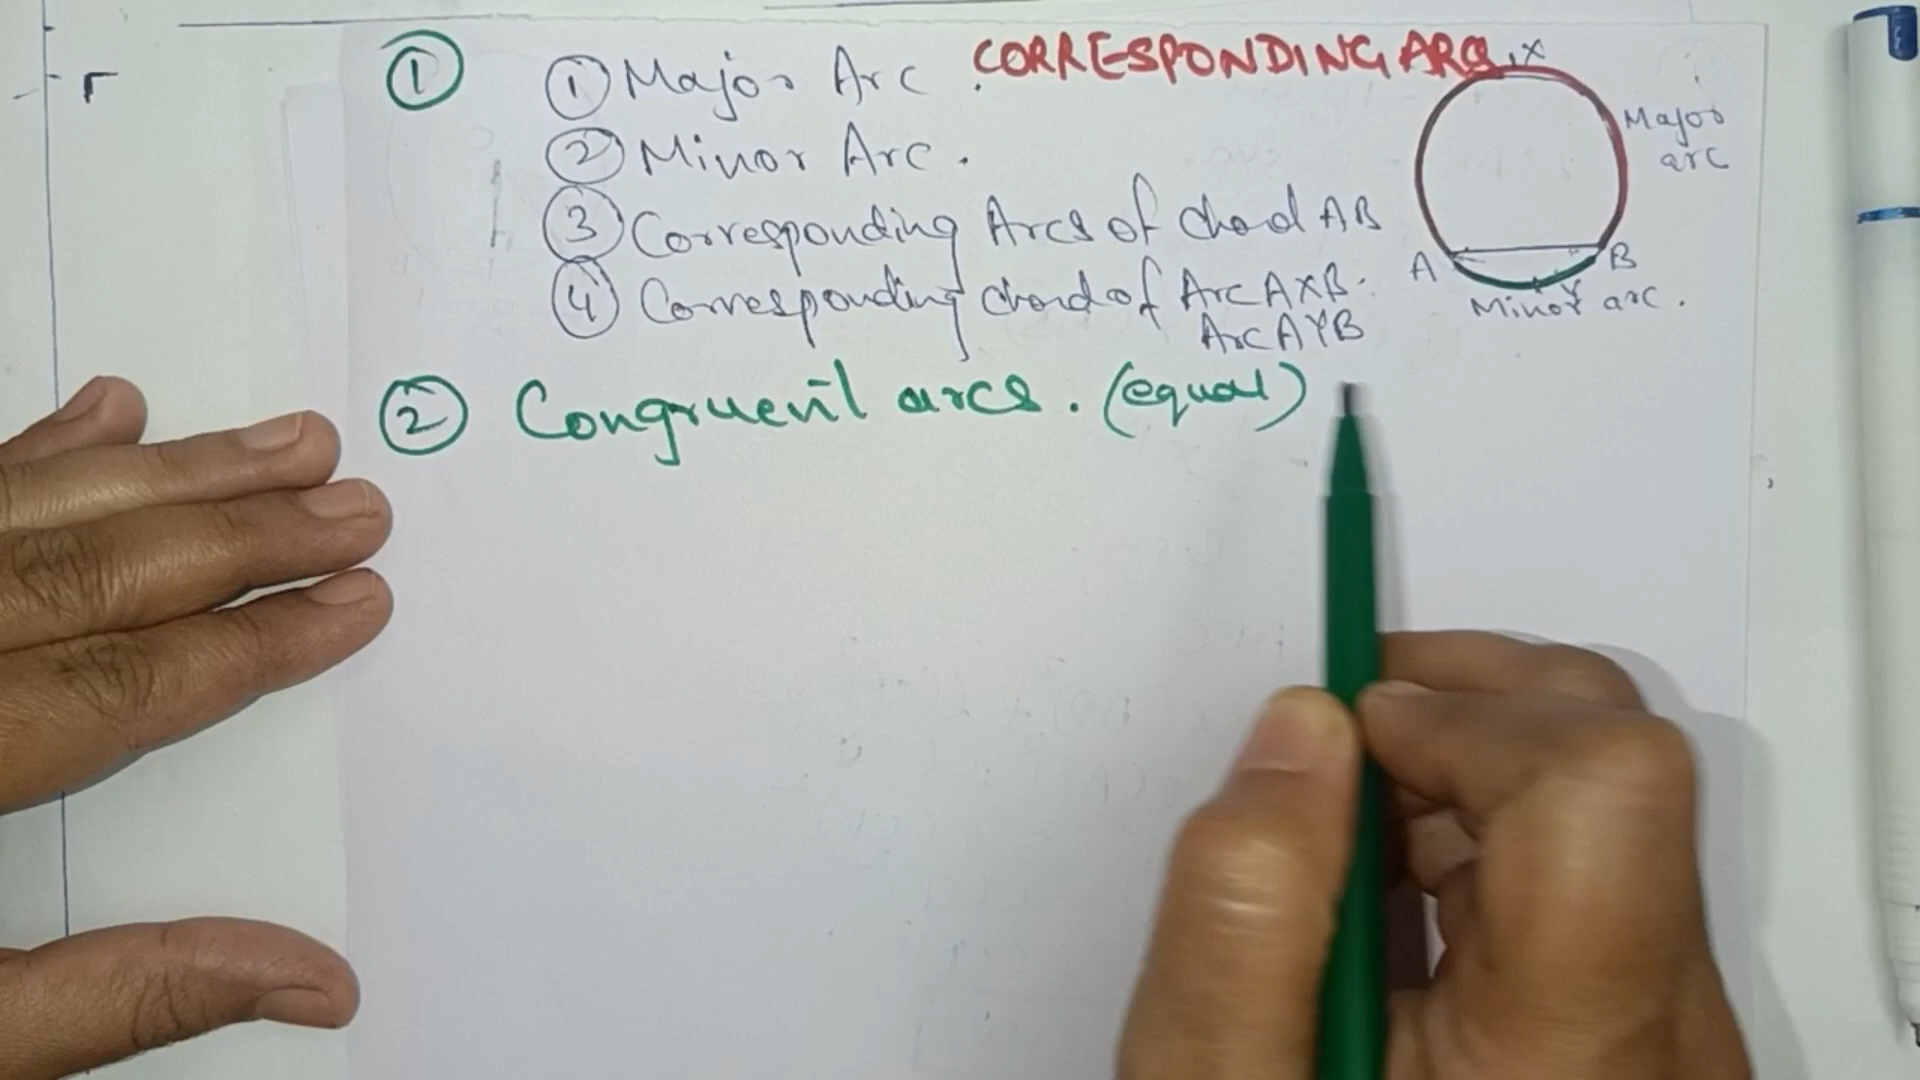 CORRESPONDING ARC
① ① Major Arc.
② Minor Arc.
③ Corresponding Arcs of chord AB
④ Corresponding chord of Arc AXB.
Arc AYB
X
Major
arc
A
B
Y
Minor arc.
② Congruent arcs. (equal)